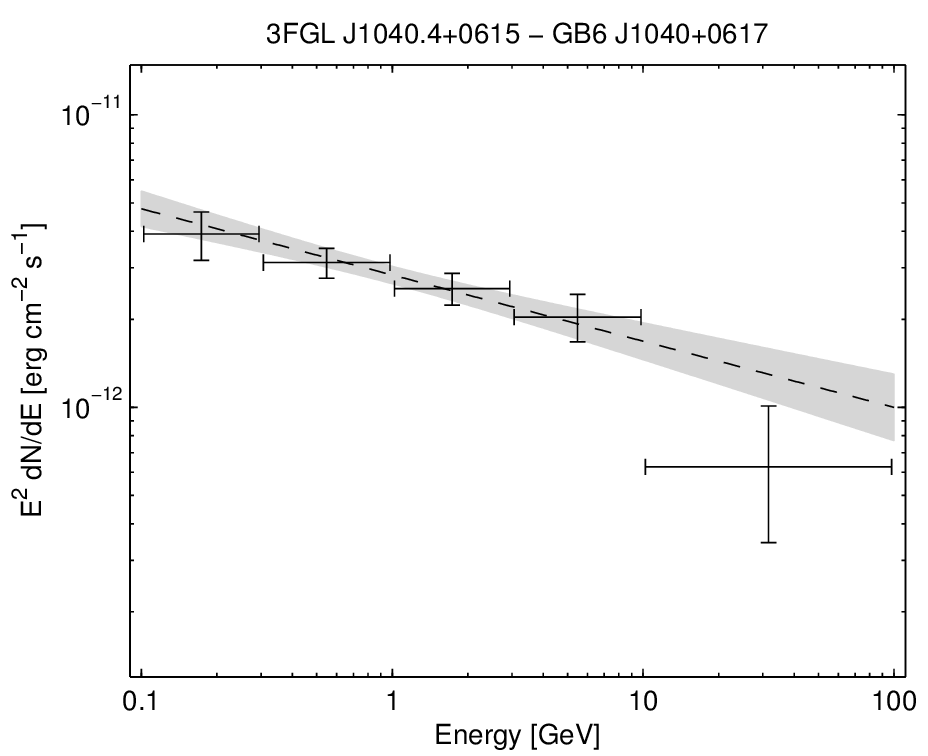 3FGL J1040.4+0615 − GB6 J1040+0617
10⁻¹¹
10⁻¹²
E² dN/dE [erg cm⁻² s⁻¹]
0.1 1 10 100
Energy [GeV]